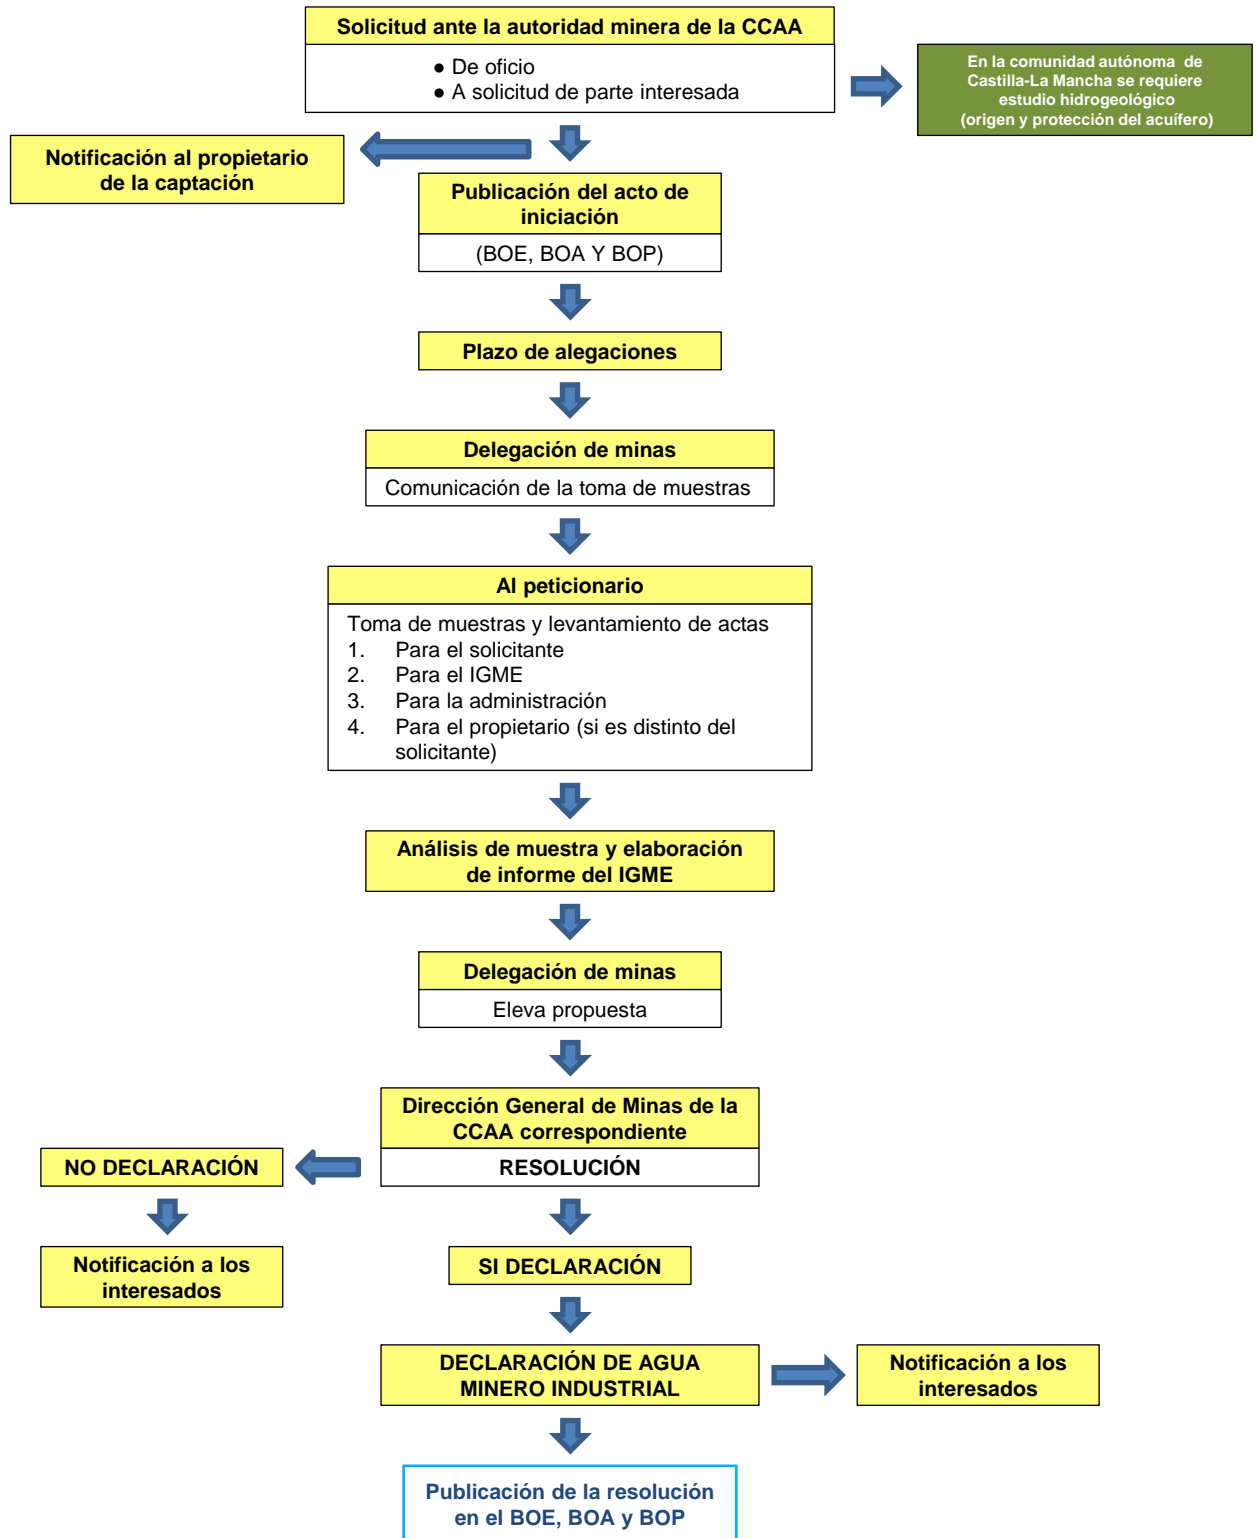 Solicitud ante la autoridad minera de la CCAA
● De oficio
● A solicitud de parte interesada
En la comunidad autónoma de
Castilla-La Mancha se requiere
estudio hidrogeológico
(origen y protección del acuífero)
Notificación al propietario
de la captación
Publicación del acto de
iniciación
(BOE, BOA Y BOP)
Plazo de alegaciones
Delegación de minas
Comunicación de la toma de muestras
Al peticionario
Toma de muestras y levantamiento de actas
1. Para el solicitante
2. Para el IGME
3. Para la administración
4. Para el propietario (si es distinto del
solicitante)
Análisis de muestra y elaboración
de informe del IGME
Delegación de minas
Eleva propuesta
Dirección General de Minas de la
CCAA correspondiente
RESOLUCIÓN
NO DECLARACIÓN
Notificación a los
interesados
SI DECLARACIÓN
DECLARACIÓN DE AGUA
MINERO INDUSTRIAL
Notificación a los
interesados
Publicación de la resolución
en el BOE, BOA y BOP